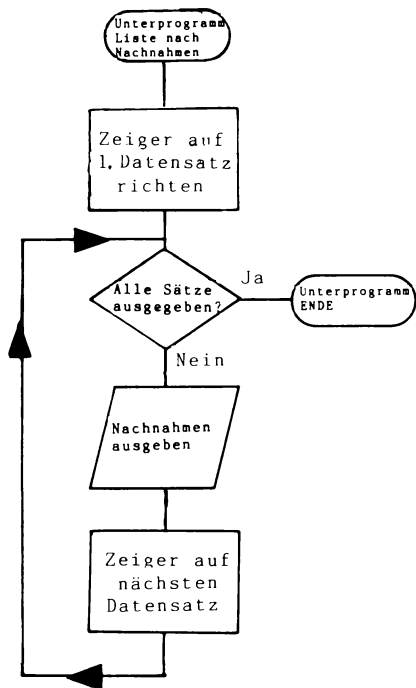 Unterprogramm
Liste nach
Nachnahmen
Zeiger auf
1. Datensatz
richten
Alle Sätze
ausgegeben?
Ja
Unterprogramm
ENDE
Nein
Nachnahmen
ausgeben
Zeiger auf
nächsten
Datensatz